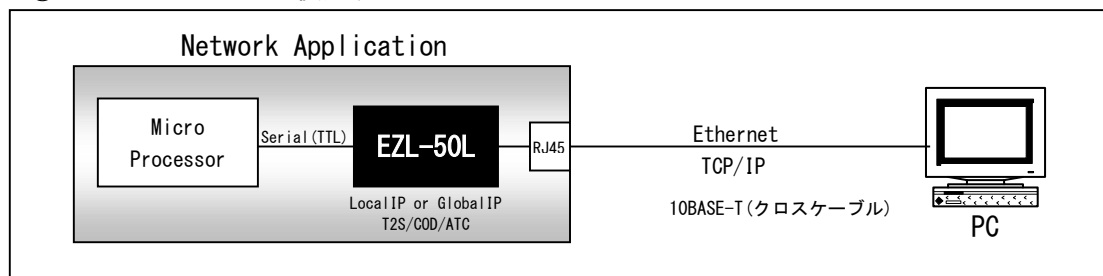 Network Application
Micro
Processor
Serial(TTL)
EZL-50L
RJ45
LocalIP or GlobalIP
T2S/COD/ATC
Ethernet
TCP/IP
10BASE-T(クロスケーブル)
PC